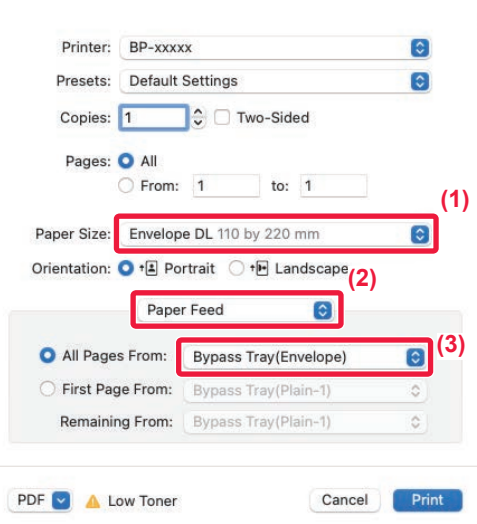 Printer: BP-xxxxx
Presets: Default Settings
Copies: 1 Two-Sided
Pages: All
From: 1 to: 1
(1)
Paper Size: Envelope DL 110 by 220 mm
Orientation: Portrait Landscape
(2)
Paper Feed
(3)
All Pages From: Bypass Tray(Envelope)
First Page From: Bypass Tray(Plain-1)
Remaining From: Bypass Tray(Plain-1)
PDF Low Toner Cancel Print